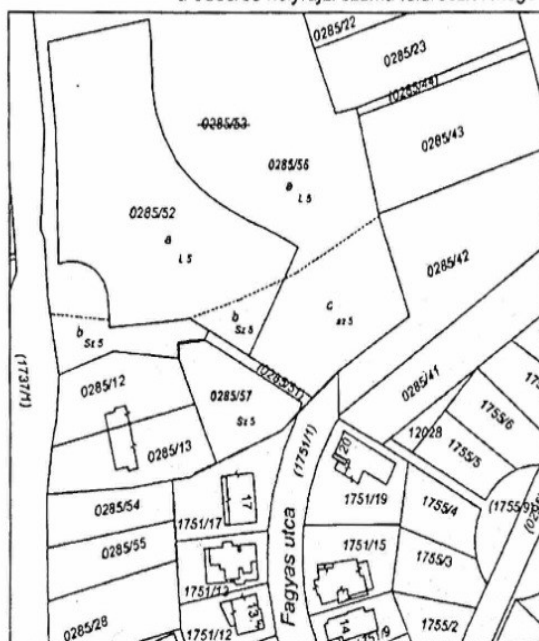 0285/22
0285/23
(0285/44)
0285/53
0285/43
0285/56
a
L 5
0285/52
a
L 5
0285/42
c
sz 5
b
Sz 5
b
Sz 5
(1737/1)
(0285/51)
0285/12
0285/57
Sz 5
0285/41
1755/6
0285/13
12028
1755/5
(1751/1)
20
0285/54
17
1751/19
1755/4
(1755/9)
1751/17
0285/55
1751/15
1755/3
Fagyas utca
1751/13
0285/28
1751/12
14
1755/2